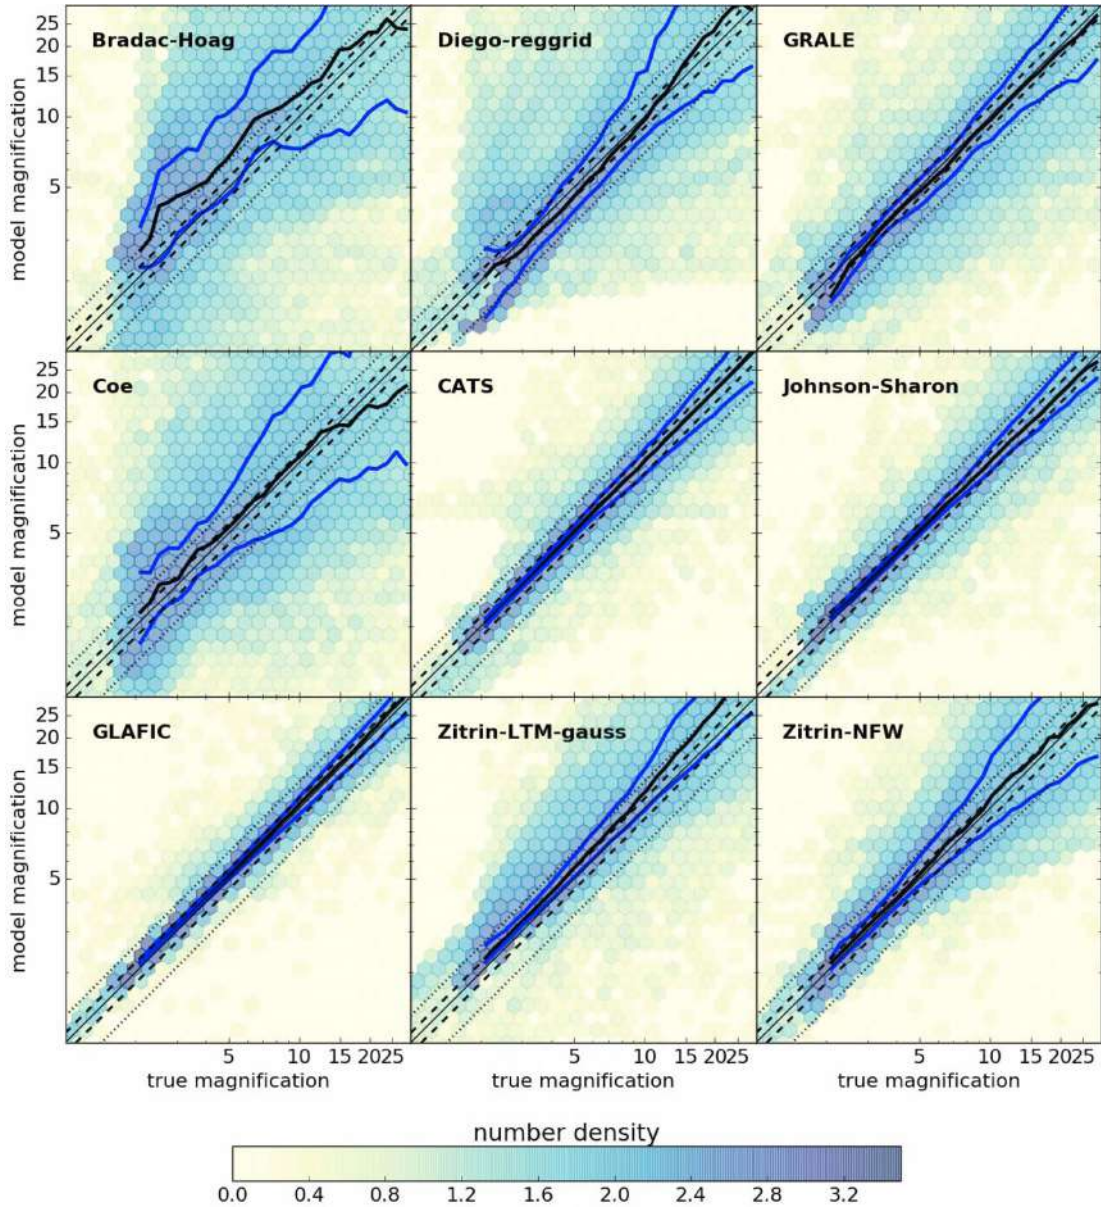 25
20
15
10
5
model magnification
Bradac-Hoag
Diego-reggrid
GRALE
25
20
15
10
5
model magnification
Coe
CATS
Johnson-Sharon
25
20
15
10
5
model magnification
GLAFIC
Zitrin-LTM-gauss
Zitrin-NFW
5 10 15 2025
5 10 15 2025
5 10 15 2025
true magnification
true magnification
true magnification
number density
0.0 0.4 0.8 1.2 1.6 2.0 2.4 2.8 3.2